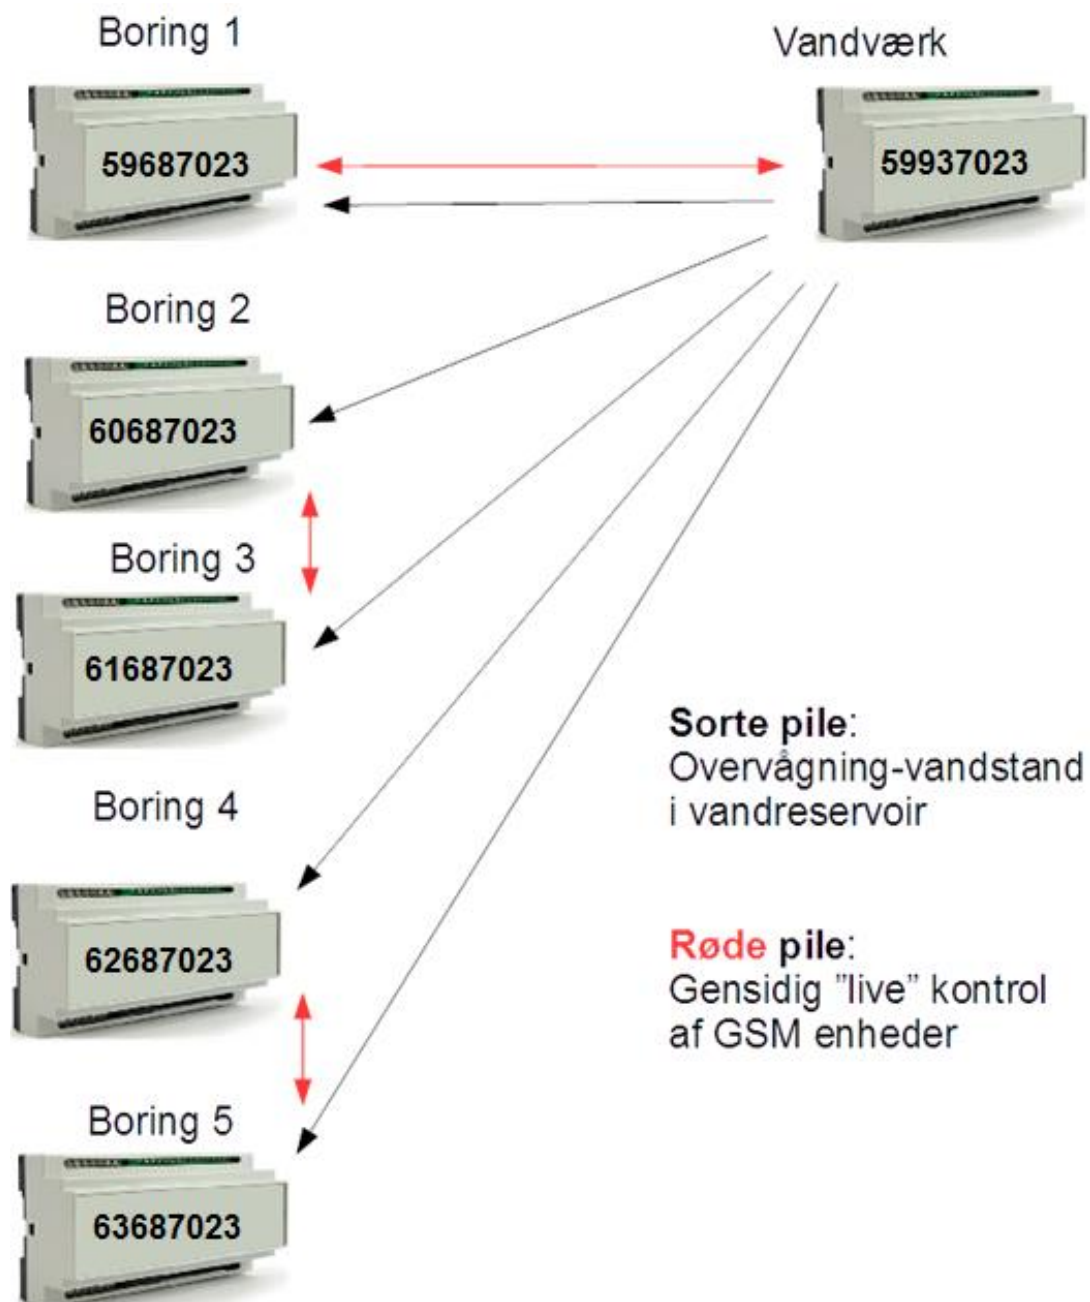 Boring 1
Vandværk
59687023
59937023
Boring 2
60687023
Boring 3
61687023
Sorte pile:
Overvågning-vandstand
i vandreservoir
Boring 4
62687023
Røde pile:
Gensidig "live" kontrol
af GSM enheder
Boring 5
63687023